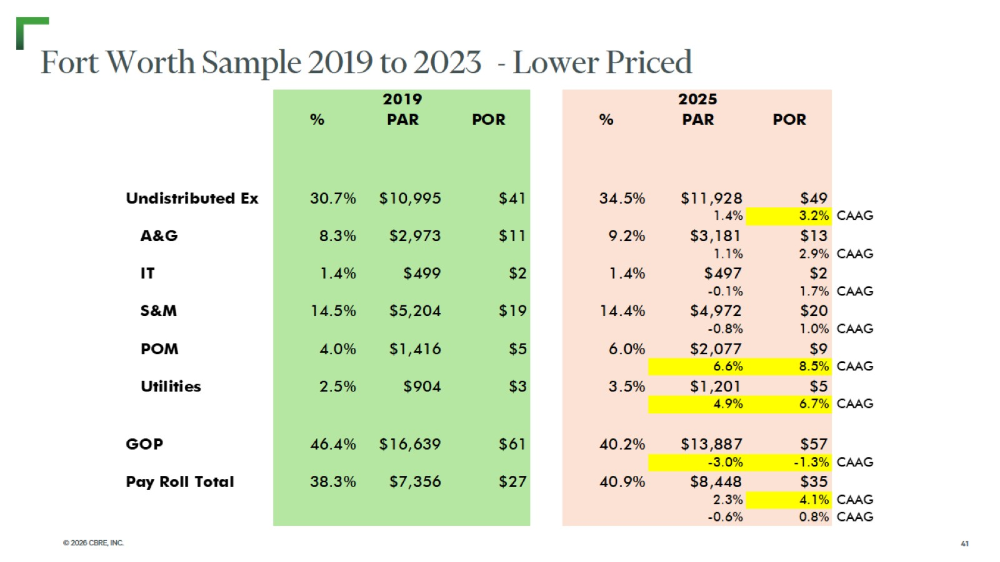 Fort Worth Sample 2019 to 2023 - Lower Priced
2019 2025
% PAR POR % PAR POR
Undistributed Ex 30.7% $10,995 $41 34.5% $11,928 $49
1.4% 3.2% CAAG
A&G 8.3% $2,973 $11 9.2% $3,181 $13
1.1% 2.9% CAAG
IT 1.4% $499 $2 1.4% $497 $2
-0.1% 1.7% CAAG
S&M 14.5% $5,204 $19 14.4% $4,972 $20
-0.8% 1.0% CAAG
POM 4.0% $1,416 $5 6.0% $2,077 $9
6.6% 8.5% CAAG
Utilities 2.5% $904 $3 3.5% $1,201 $5
4.9% 6.7% CAAG
GOP 46.4% $16,639 $61 40.2% $13,887 $57
-3.0% -1.3% CAAG
Pay Roll Total 38.3% $7,356 $27 40.9% $8,448 $35
2.3% 4.1% CAAG
-0.6% 0.8% CAAG
© 2026 CBRE, INC. 41